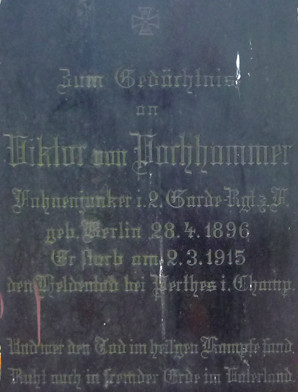 Zum Gedächtnis
an
Viktor von Pochhammer
Fahnenjunker i. 2. Garde-Rgt. z. F.
geb. Berlin 28. 4. 1896
Er starb am 2. 3. 1915
den Heldentod bei Perthes i. Champ.
Und wer den Tod im heilgen Kampfe fand,
Ruht auch in fremder Erde im Vaterland